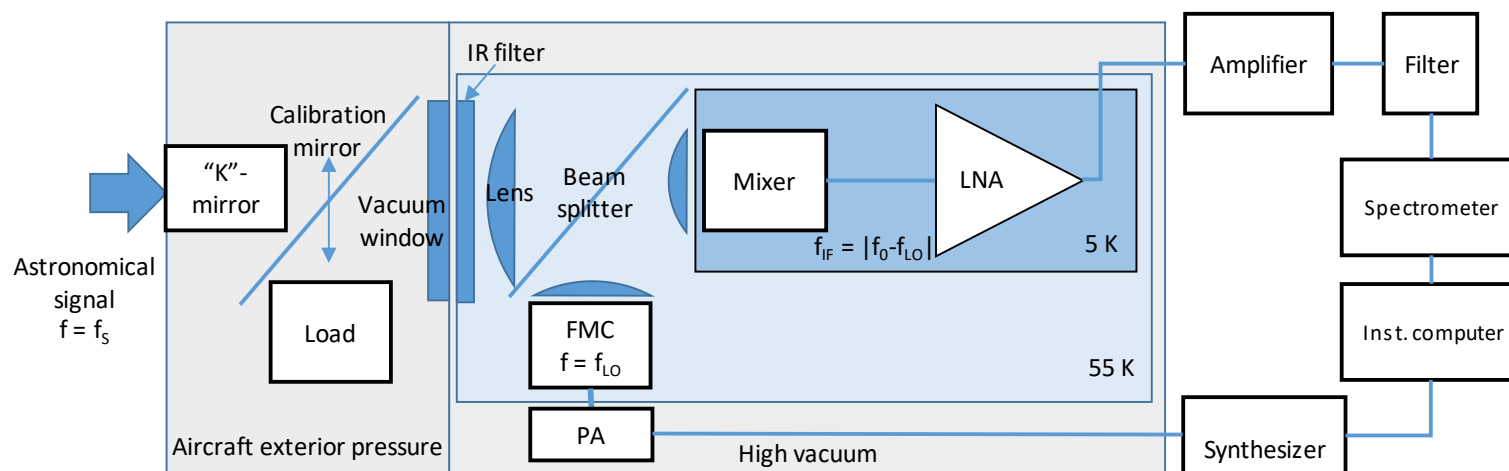 IR filter
Calibration
mirror
"K"-
mirror
Astronomical
signal
f = fS
Load
Vacuum
window
Lens
Beam
splitter
Mixer
LNA
fIF = |f0-fLO|
5 K
FMC
f = fLO
55 K
PA
Aircraft exterior pressure
High vacuum
Amplifier
Filter
Spectrometer
Inst. computer
Synthesizer